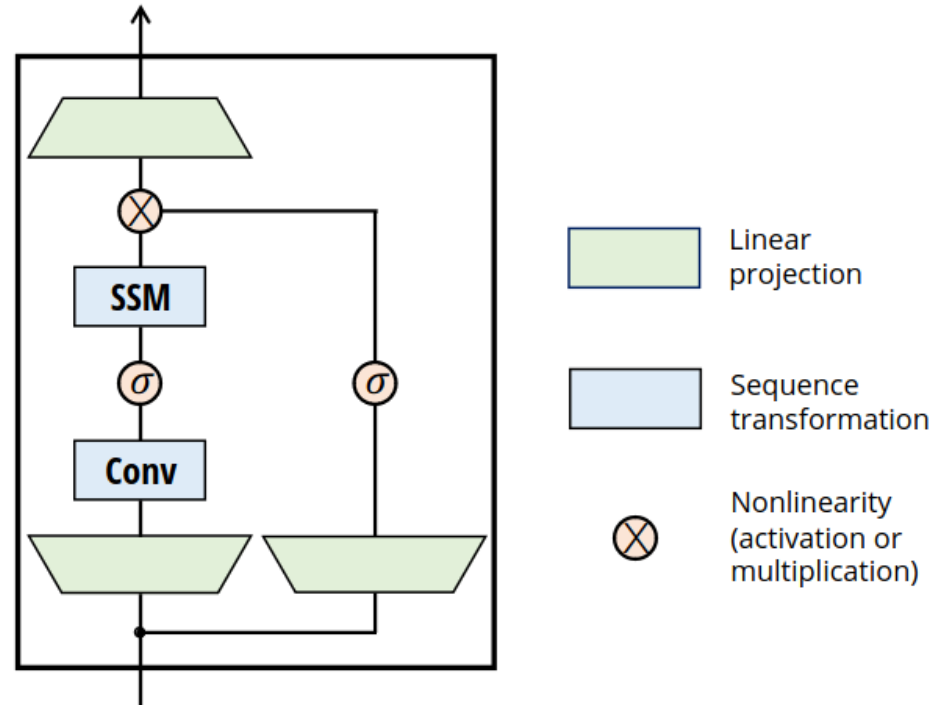 SSM
σ
σ
Conv
Linear
projection
Sequence
transformation
Nonlinearity
(activation or
multiplication)